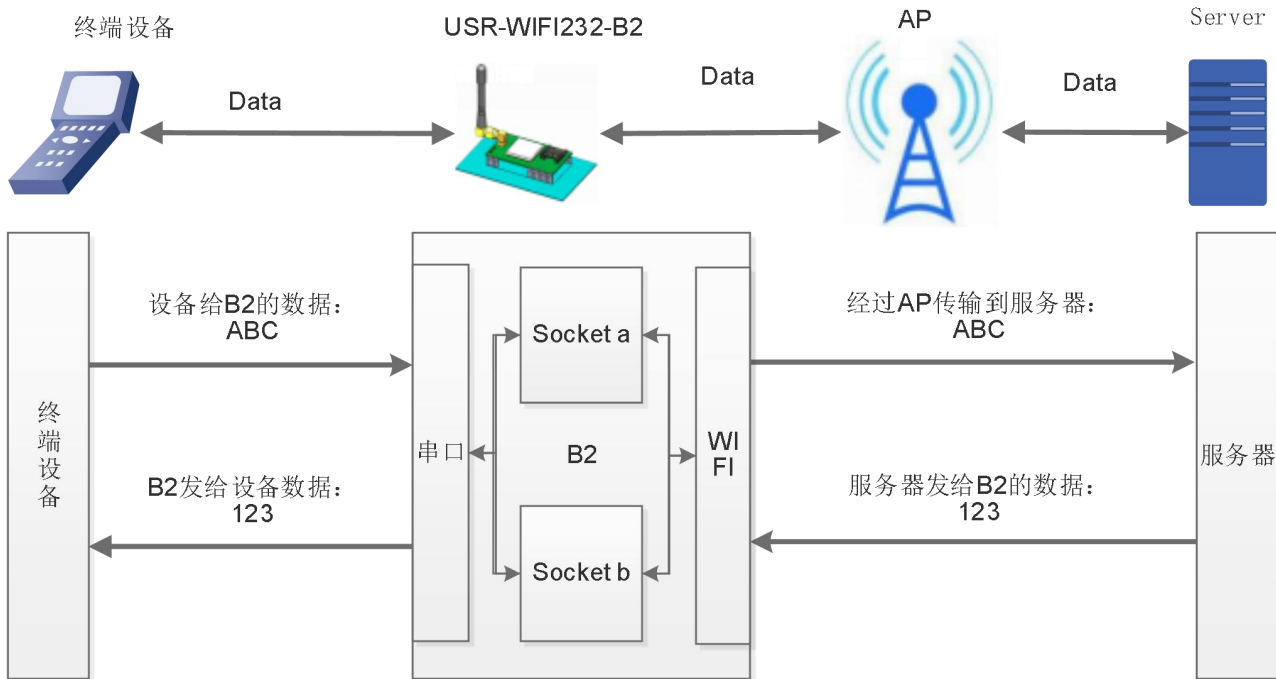 终端设备
USR-WIFI232-B2
AP
Server
Data
Data
Data
设备给B2的数据:
ABC
经过AP传输到服务器:
ABC
Socket a
终
端
设
备
串口
B2
WI
FI
服务器
B2发给设备数据:
123
服务器发给B2的数据:
123
Socket b